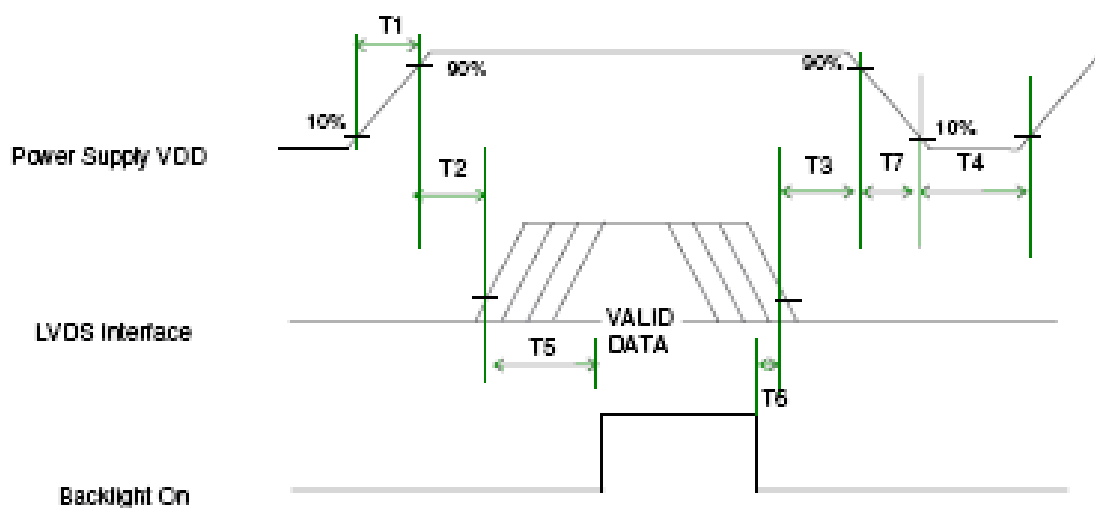 T1
90%
90%
10%
10%
Power Supply VDD
T2
T3
T7
T4
VALID
DATA
LVDS Interface
T5
T6
Backlight On